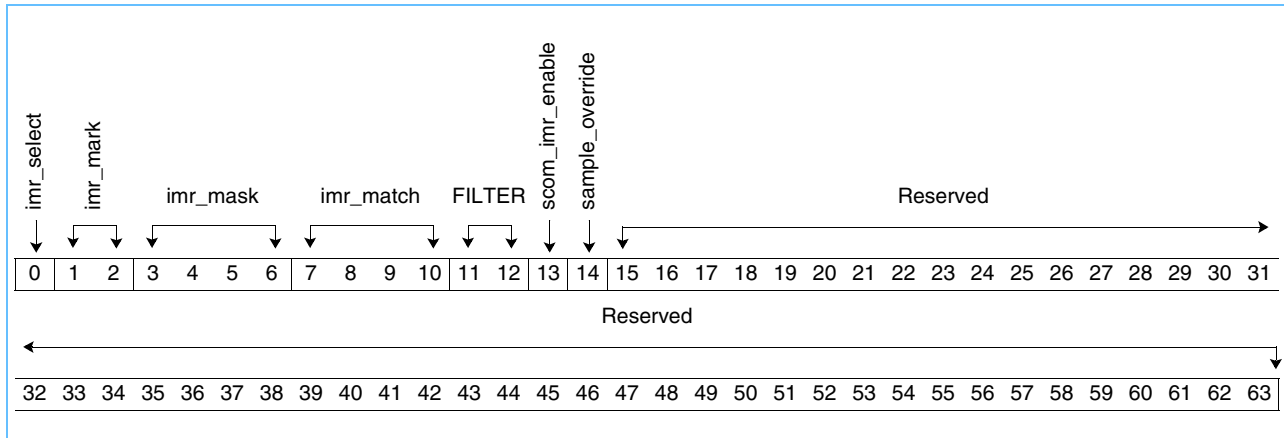 imr_select
imr_mark
imr_mask
imr_match
FILTER
scom_imr_enable
sample_override
Reserved
0 1 2 3 4 5 6 7 8 9 10 11 12 13 14 15 16 17 18 19 20 21 22 23 24 25 26 27 28 29 30 31
Reserved
32 33 34 35 36 37 38 39 40 41 42 43 44 45 46 47 48 49 50 51 52 53 54 55 56 57 58 59 60 61 62 63